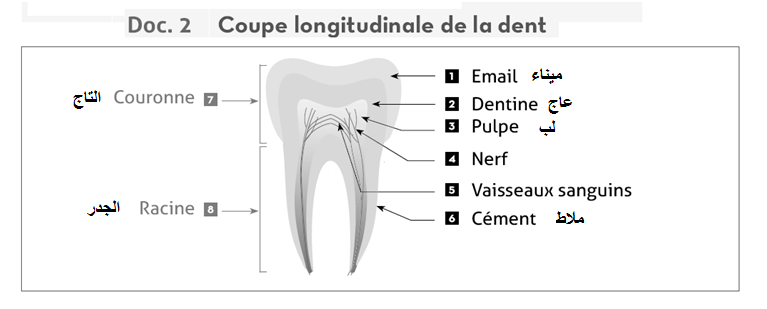 Doc. 2 Coupe longitudinale de la dent
1 Email ميناء
2 Dentine عاج
3 Pulpe لب
4 Nerf
5 Vaisseaux sanguins
6 Cément ملاط
التاج Couronne 7
الجدر Racine 8